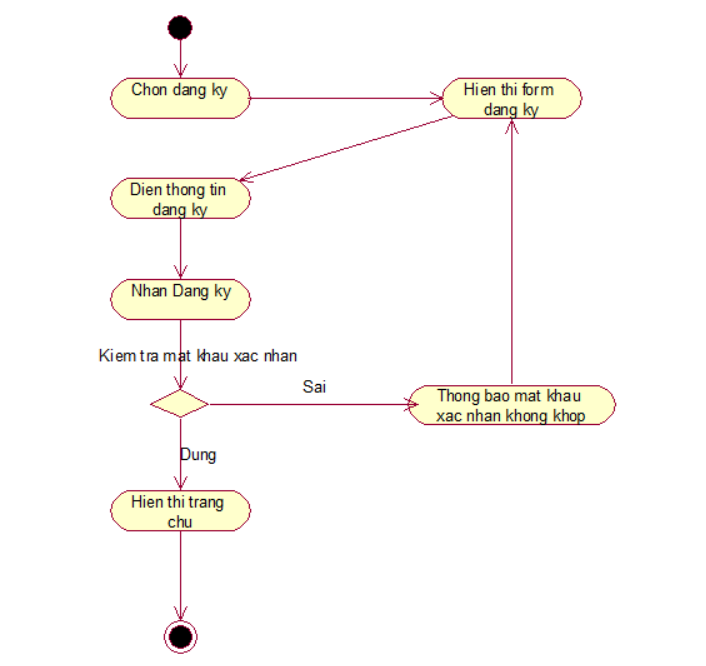 Chon dang ky
Hien thi form
dang ky
Dien thong tin
dang ky
Nhan Dang ky
Kiem tra mat khau xac nhan
Sai
Thong bao mat khau
xac nhan khong khop
Dung
Hien thi trang
chu